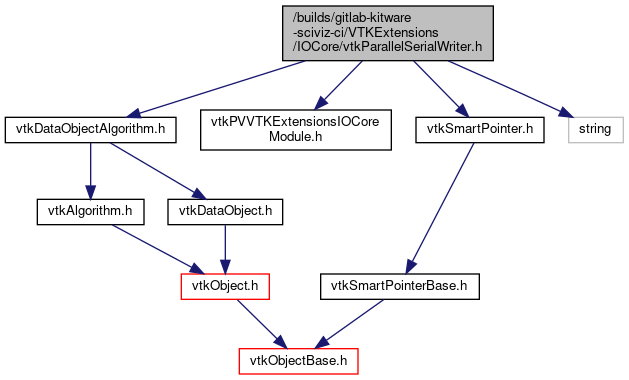 /builds/gitlab-kitware
-sciviz-ci/VTKExtensions
/IOCore/vtkParallelSerialWriter.h
vtkDataObjectAlgorithm.h
vtkPVVTKExtensionsIOCore
Module.h
vtkSmartPointer.h
string
vtkAlgorithm.h
vtkDataObject.h
vtkObject.h
vtkSmartPointerBase.h
vtkObjectBase.h